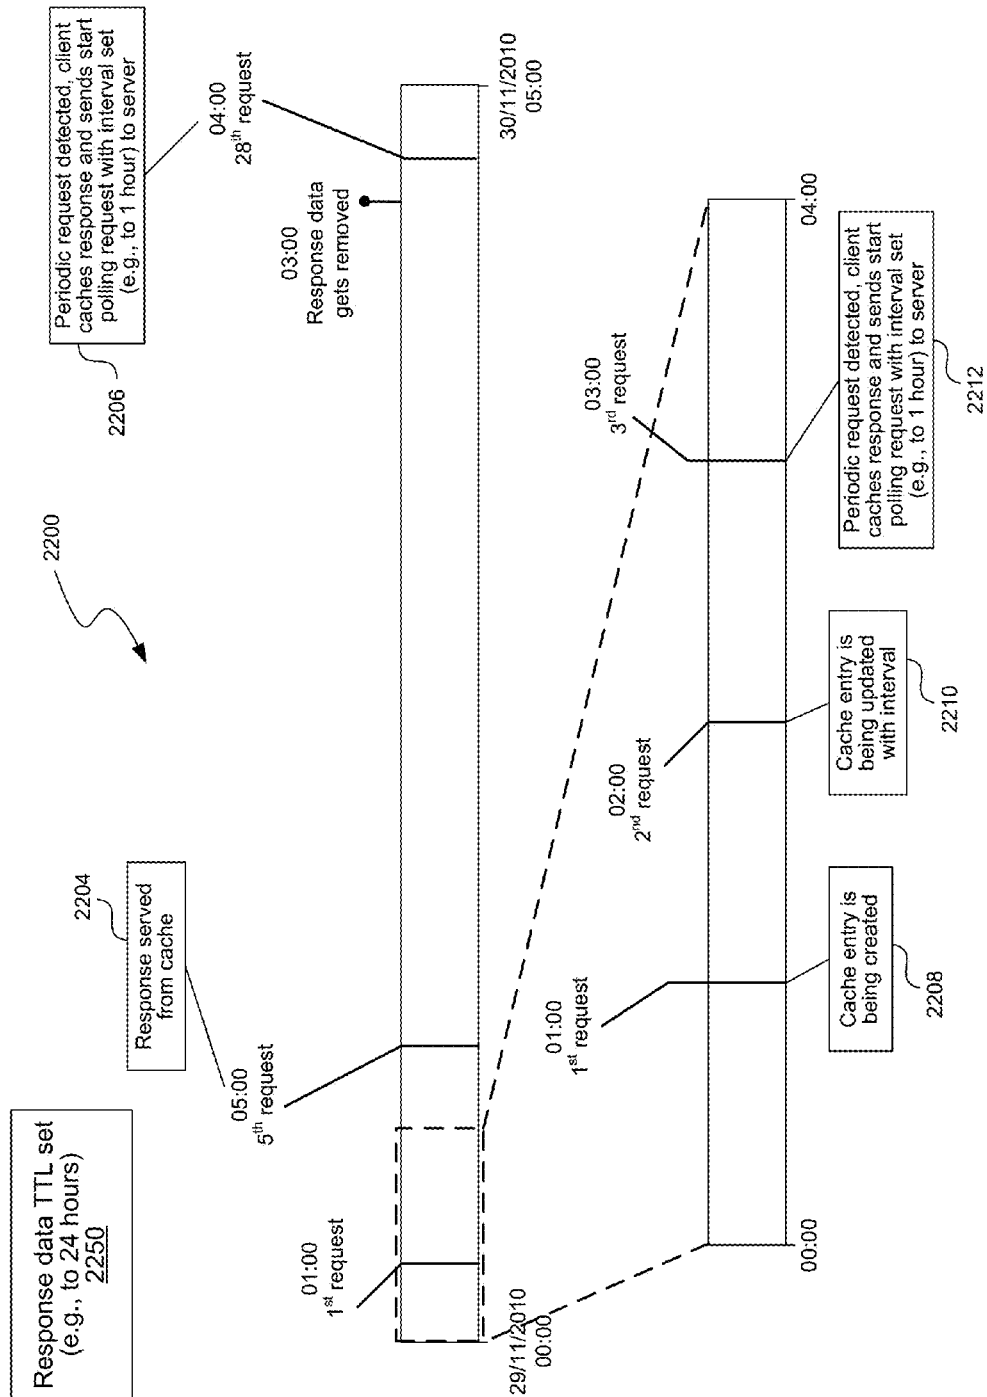 Response data TTL set
(e.g., to 24 hours)
2250
2204
Response served
from cache
2200
2206
Periodic request detected, client
caches response and sends start
polling request with interval set
(e.g., to 1 hour) to server
01:00
1st request
05:00
5th request
03:00
Response data
gets removed
04:00
28th request
29/11/2010
00:00
30/11/2010
05:00
01:00
1st request
02:00
2nd request
03:00
3rd request
00:00
04:00
Cache entry is
being created
2208
Cache entry is
being updated
with interval
2210
Periodic request detected, client
caches response and sends start
polling request with interval set
(e.g., to 1 hour) to server
2212